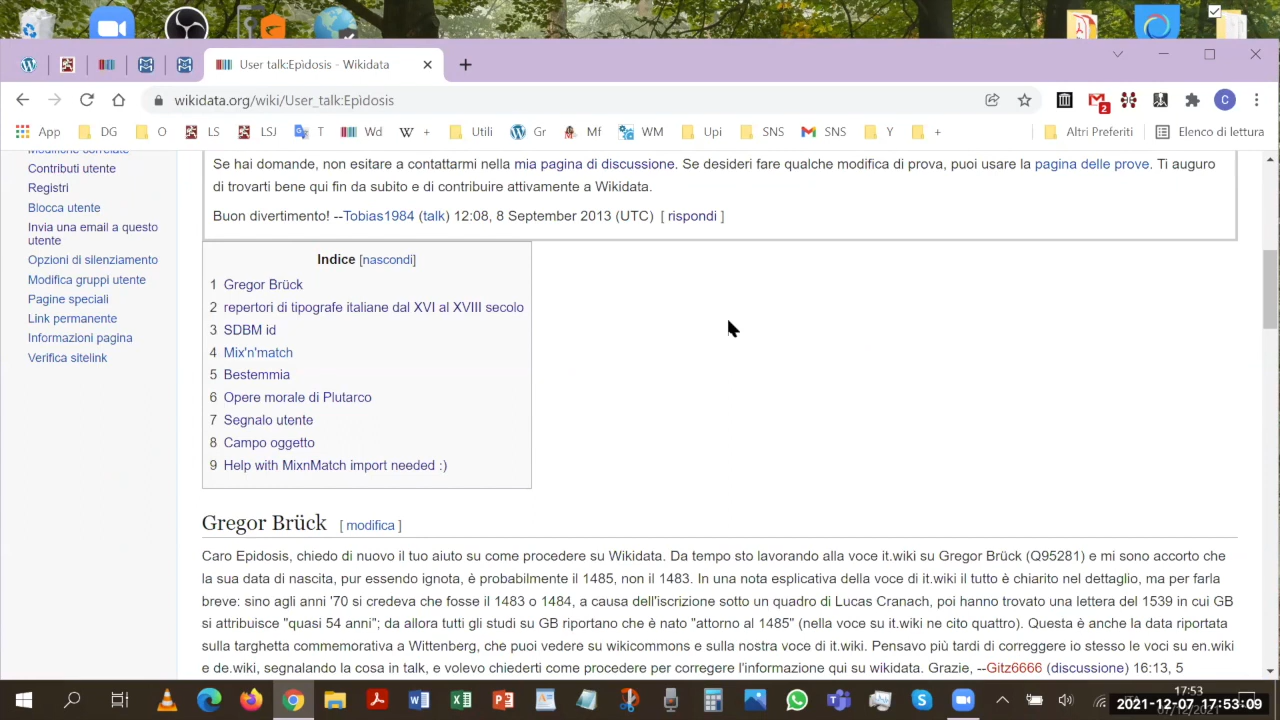 User talk:Epìdosis - Wikidata
wikidata.org/wiki/User_talk:Epìdosis
2
C
App DG O LS LSJ T Wd + Utili Gr Mf WM Upi SNS SNS Y + Altri Preferiti Elenco di lettura
Modifiche correlate
Contributi utente
Registri
Blocca utente
Invia una email a questo
utente
Opzioni di silenziamento
Modifica gruppi utente
Pagine speciali
Link permanente
Informazioni pagina
Verifica sitelink
Se hai domande, non esitare a contattarmi nella mia pagina di discussione. Se desideri fare qualche modifica di prova, puoi usare la pagina delle prove. Ti auguro
di trovarti bene qui fin da subito e di contribuire attivamente a Wikidata.
Buon divertimento! --Tobias1984 (talk) 12:08, 8 September 2013 (UTC) [ rispondi ]
Indice [nascondi]
1 Gregor Brück
2 repertori di tipografe italiane dal XVI al XVIII secolo
3 SDBM id
4 Mix'n'match
5 Bestemmia
6 Opere morale di Plutarco
7 Segnalo utente
8 Campo oggetto
9 Help with MixnMatch import needed :)
Gregor Brück [ modifica ]
Caro Epidosis, chiedo di nuovo il tuo aiuto su come procedere su Wikidata. Da tempo sto lavorando alla voce it.wiki su Gregor Brück (Q95281) e mi sono accorto che
la sua data di nascita, pur essendo ignota, è probabilmente il 1485, non il 1483. In una nota esplicativa della voce di it.wiki il tutto è chiarito nel dettaglio, ma per farla
breve: sino agli anni '70 si credeva che fosse il 1483 o 1484, a causa dell'iscrizione sotto un quadro di Lucas Cranach, poi hanno trovato una lettera del 1539 in cui GB
si attribuisce "quasi 54 anni"; da allora tutti gli studi su GB riportano che è nato "attorno al 1485" (nella voce su it.wiki ne cito quattro). Questa è anche la data riportata
sulla targhetta commemorativa a Wittenberg, che puoi vedere su wikicommons e sulla nostra voce di it.wiki. Pensavo più tardi di correggere io stesso le voci su en.wiki
e de.wiki, segnalando la cosa in talk, e volevo chiederti come procedere per corregere l'informazione qui su wikidata. Grazie, --Gitz6666 (discussione) 16:13, 5
17:53
2021-12-07 17:53:09